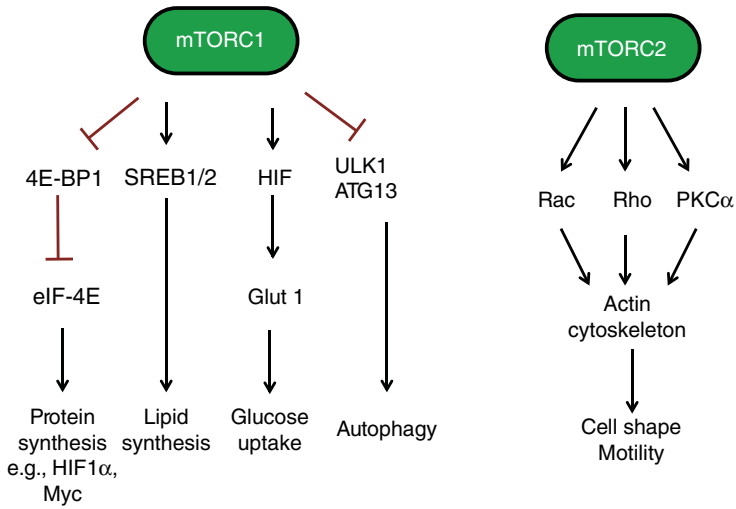 mTORC1
mTORC2
4E-BP1
SREB1/2
HIF
ULK1
ATG13
Rac
Rho
PKCα
eIF-4E
Glut 1
Actin
cytoskeleton
Protein
synthesis
e.g., HIF1α,
Myc
Lipid
synthesis
Glucose
uptake
Autophagy
Cell shape
Motility